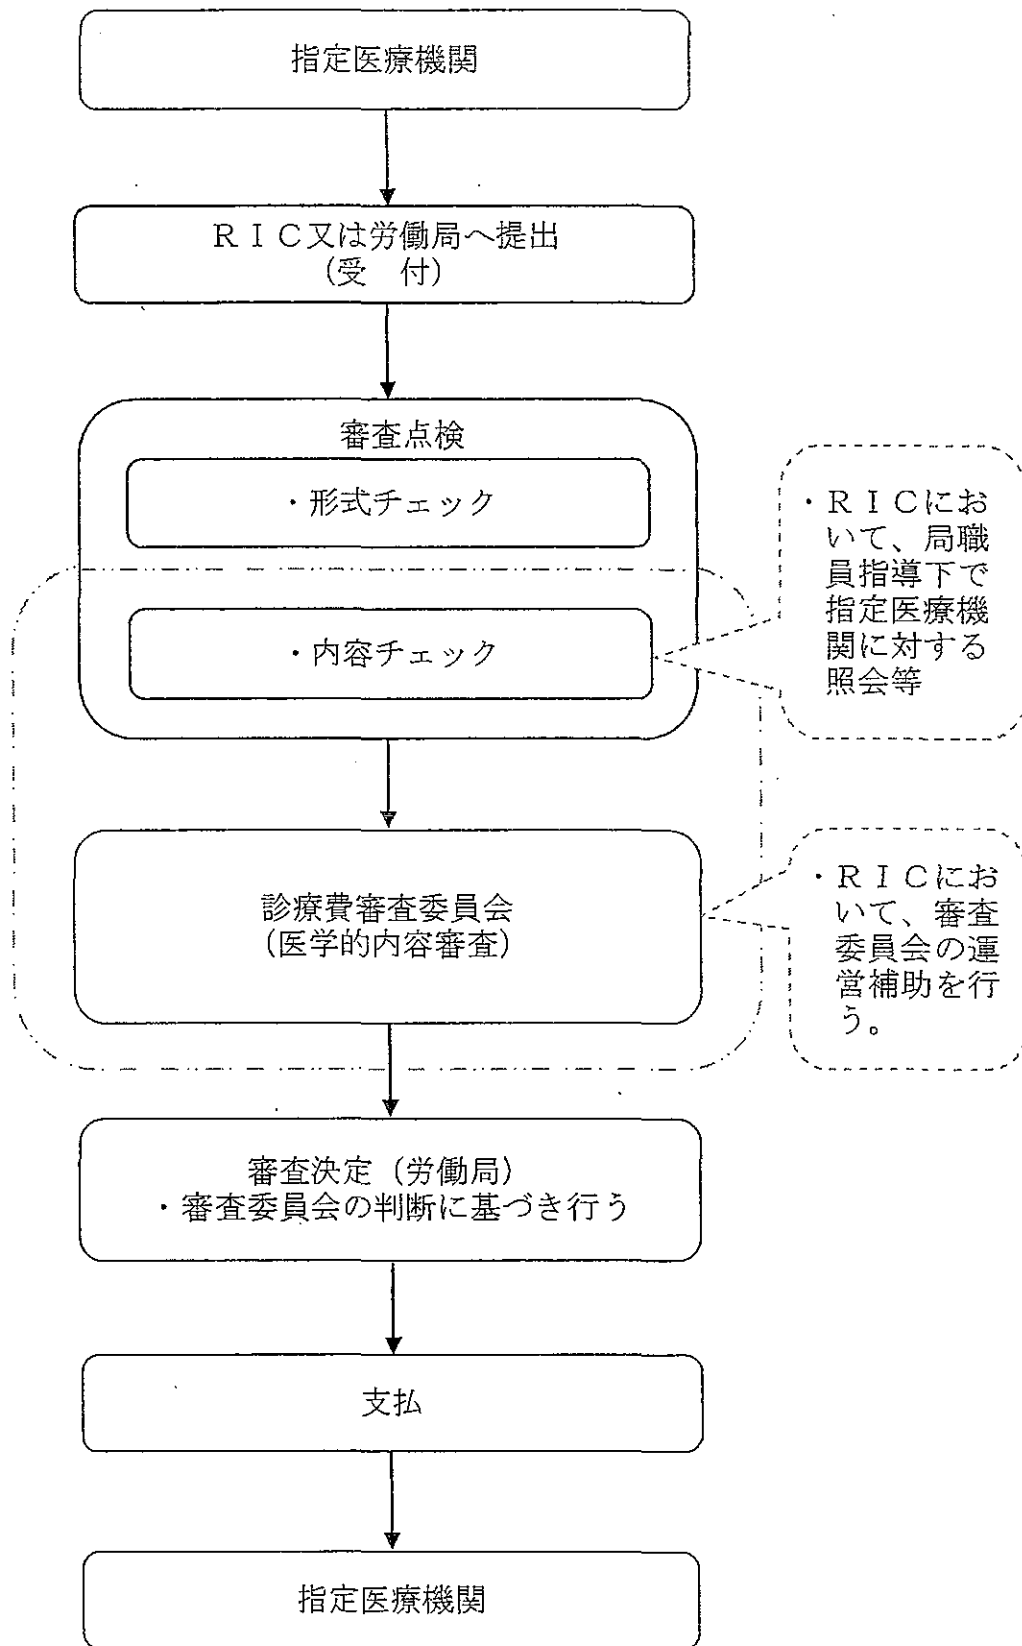 指定医療機関
ＲＩＣ又は労働局へ提出
（受　付）
審査点検
・形式チェック
・内容チェック
・ＲＩＣにお
いて、局職
員指導下で
指定医療機
関に対する
照会等
診療費審査委員会
（医学的内容審査）
・ＲＩＣにお
いて、審査
委員会の運
営補助を行
う。
審査決定（労働局）
・審査委員会の判断に基づき行う
支払
指定医療機関